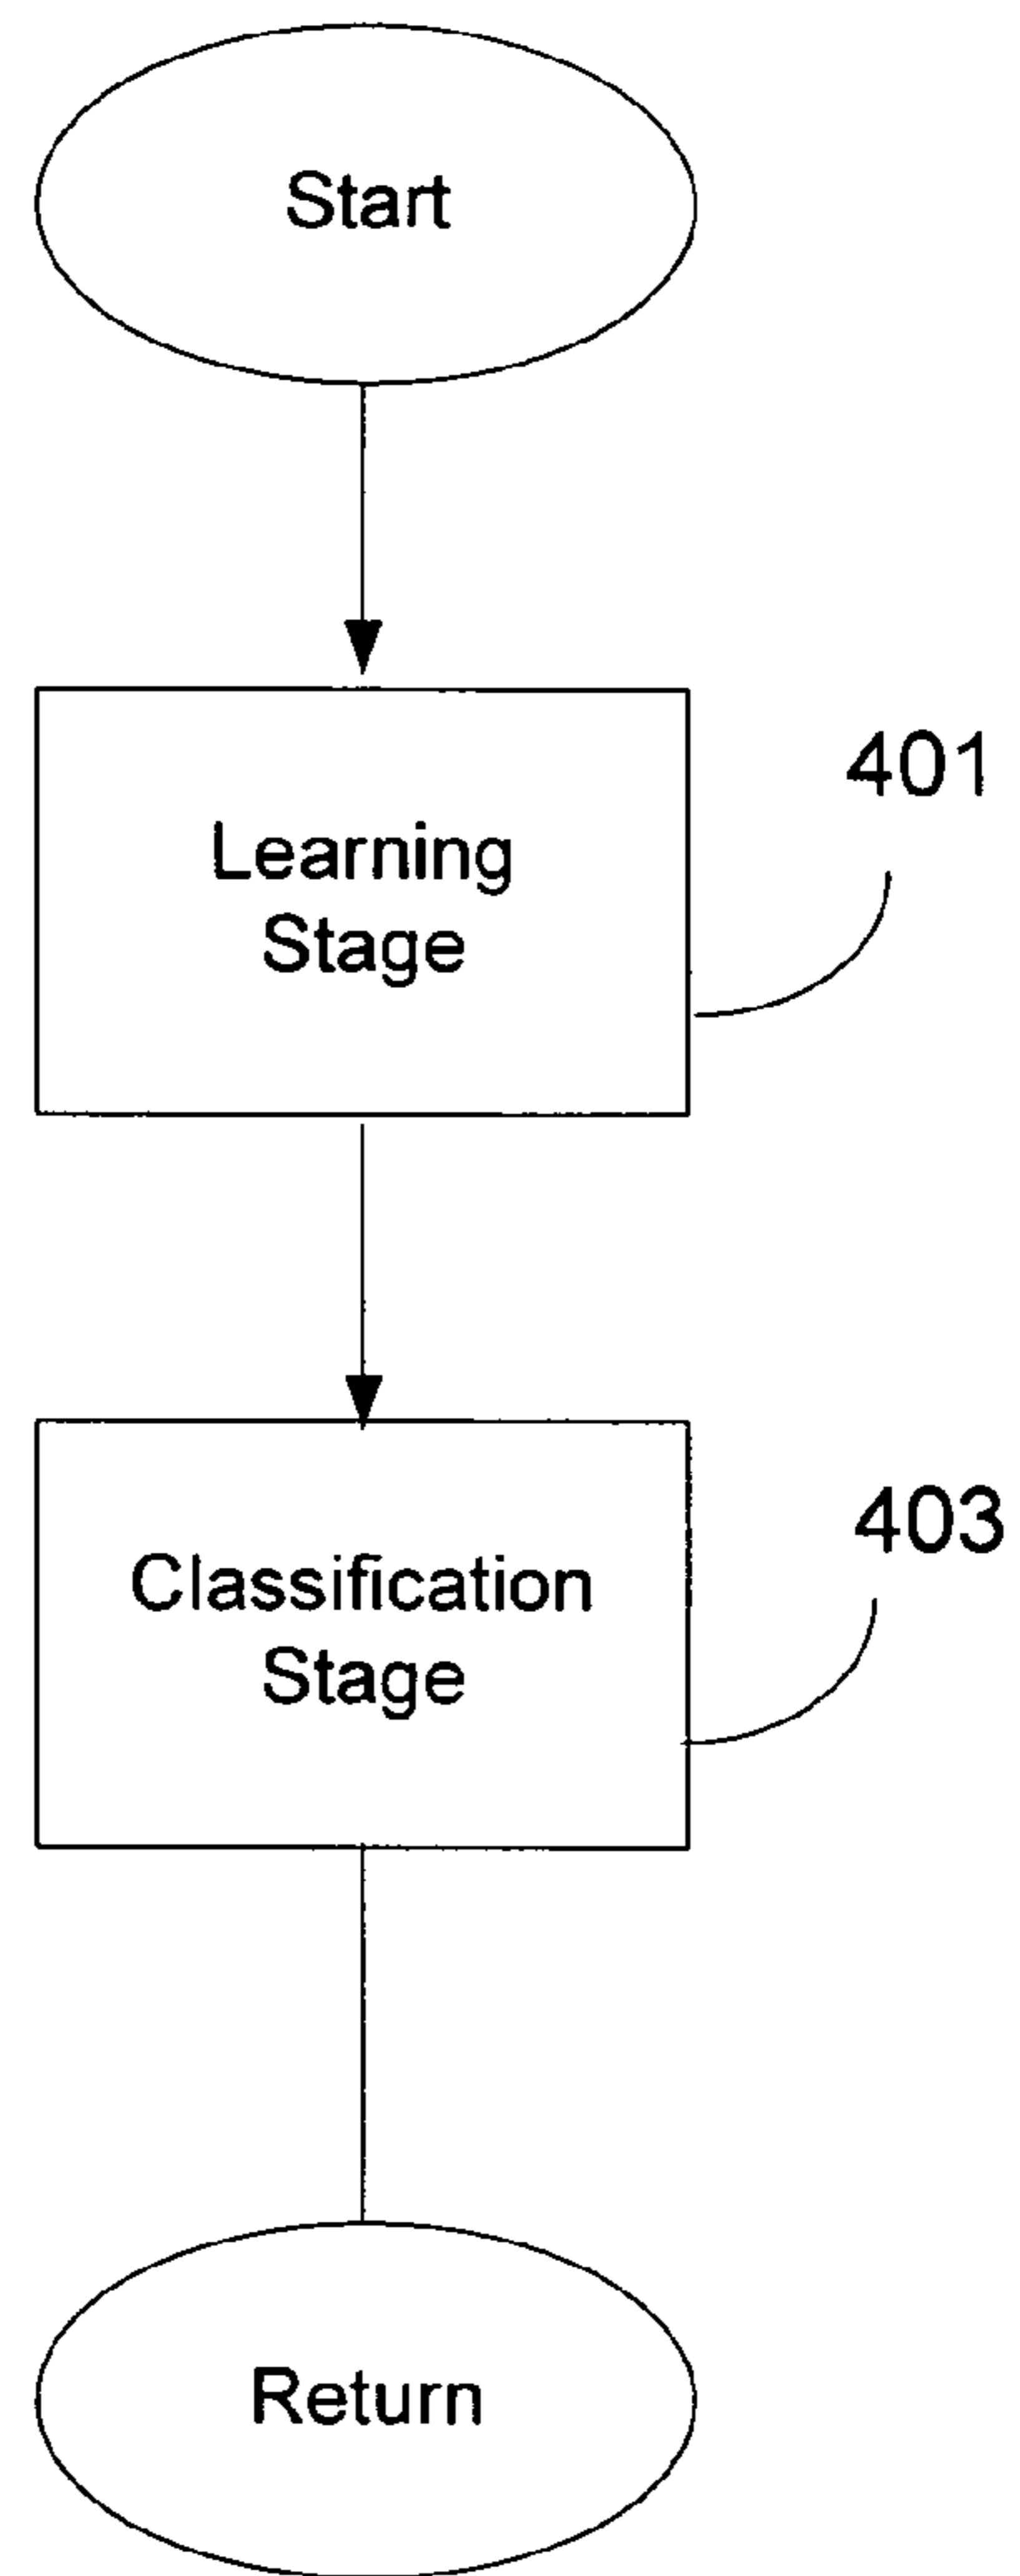 Start
401
Learning
Stage
403
Classification
Stage
Return